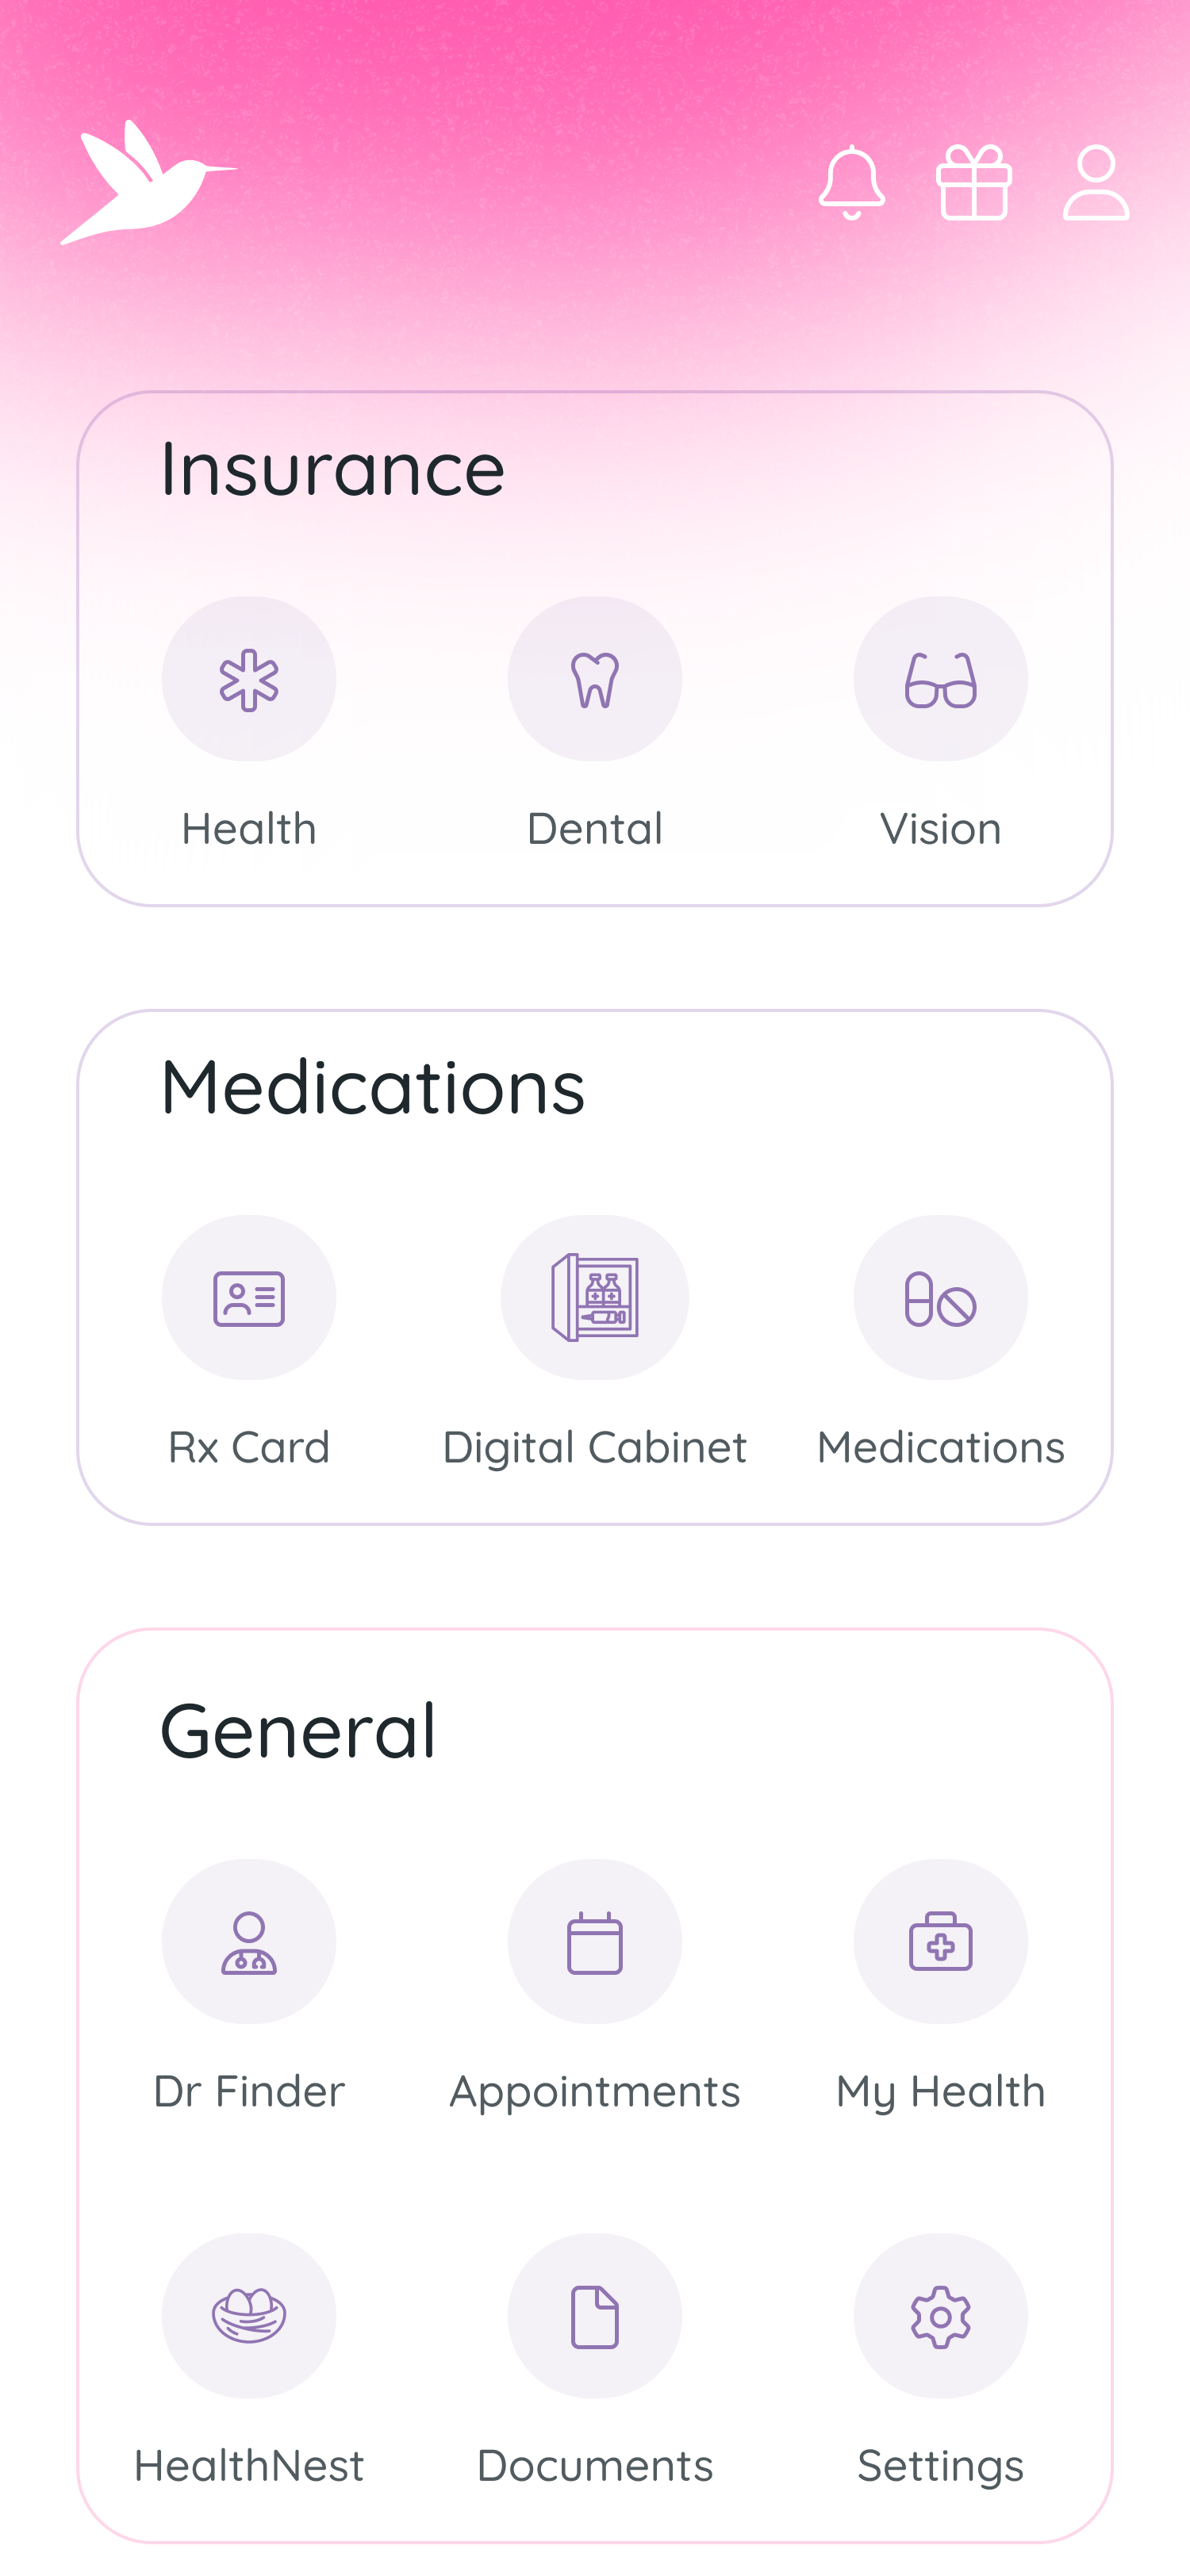 Insurance
Health Dental Vision
Medications
Rx Card Digital Cabinet Medications
General
Dr Finder Appointments My Health
HealthNest Documents Settings